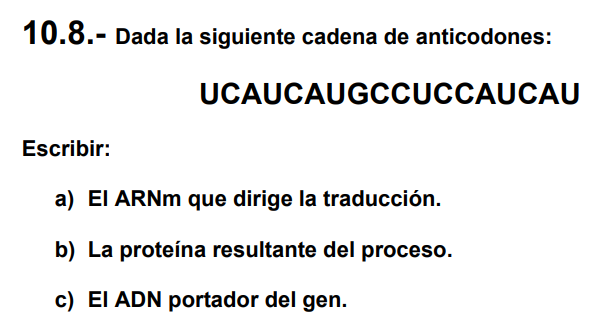 10.8.- Dada la siguiente cadena de anticodones:
UCAUCAUGCCUCCAUCAU
Escribir:
a) El ARNm que dirige la traducción.
b) La proteína resultante del proceso.
c) El ADN portador del gen.